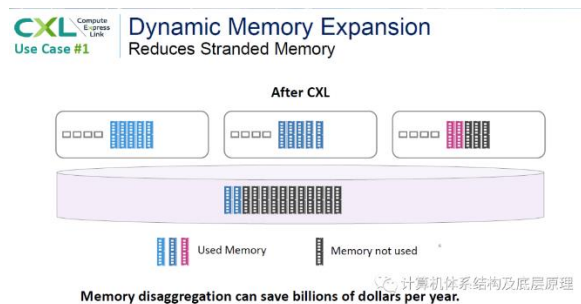 CXL Compute Express Link
Use Case #1
Dynamic Memory Expansion
Reduces Stranded Memory
After CXL
Used Memory
Memory not used
计算机体系结构及底层原理
Memory disaggregation can save billions of dollars per year.